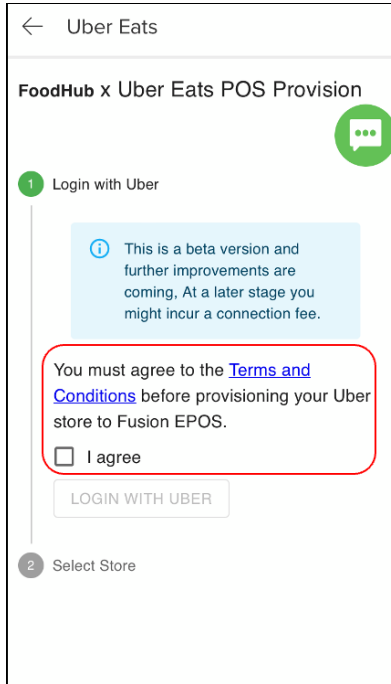 Uber Eats
FoodHub x Uber Eats POS Provision
1 Login with Uber
This is a beta version and
further improvements are
coming, At a later stage you
might incur a connection fee.
You must agree to the Terms and
Conditions before provisioning your Uber
store to Fusion EPOS.
I agree
LOGIN WITH UBER
2 Select Store